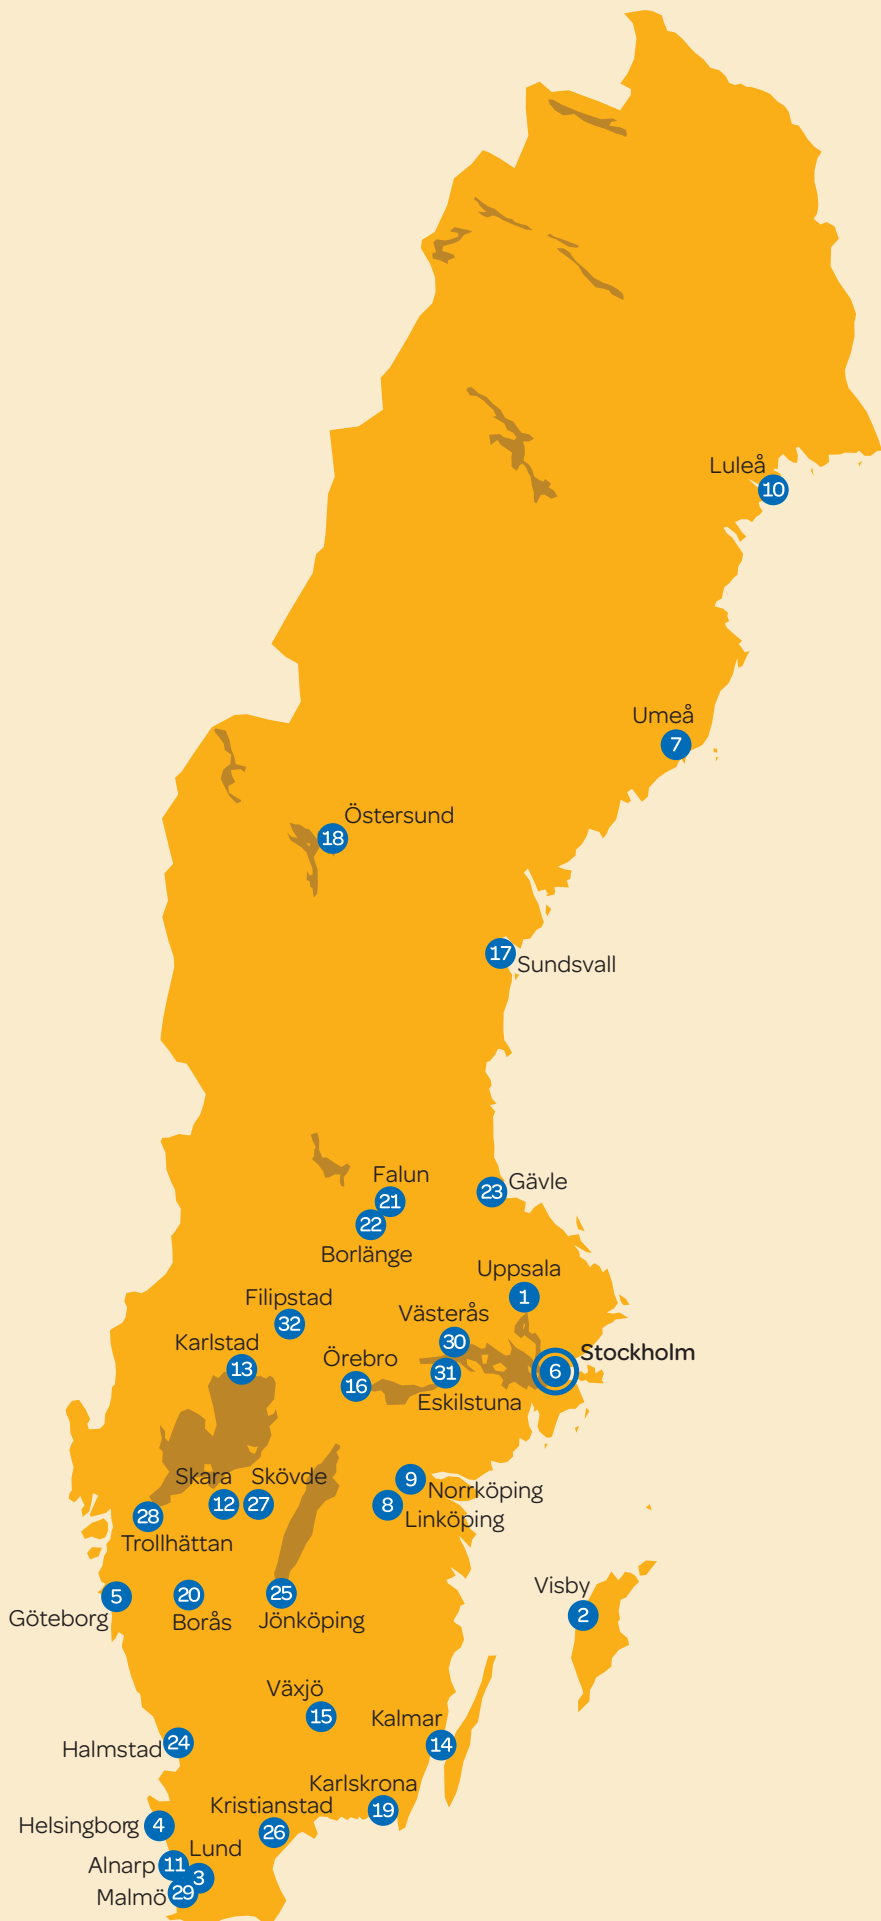 Luleå
10
Umeå
7
Östersund
18
17
Sundsvall
Falun
21
Gävle
23
22
Borlänge
Uppsala
1
Filipstad
32
Västerås
30
Karlstad
13
Örebro
16
31
Eskilstuna
Stockholm
6
Skara
12
Skövde
27
9
Norrköping
8
Linköping
28
Trollhättan
5
Göteborg
20
Borås
25
Jönköping
Visby
2
Växjö
15
Kalmar
14
Halmstad
24
Karlskrona
19
Kristianstad
26
Helsingborg
4
Lund
3
Alnarp
11
Malmö
29